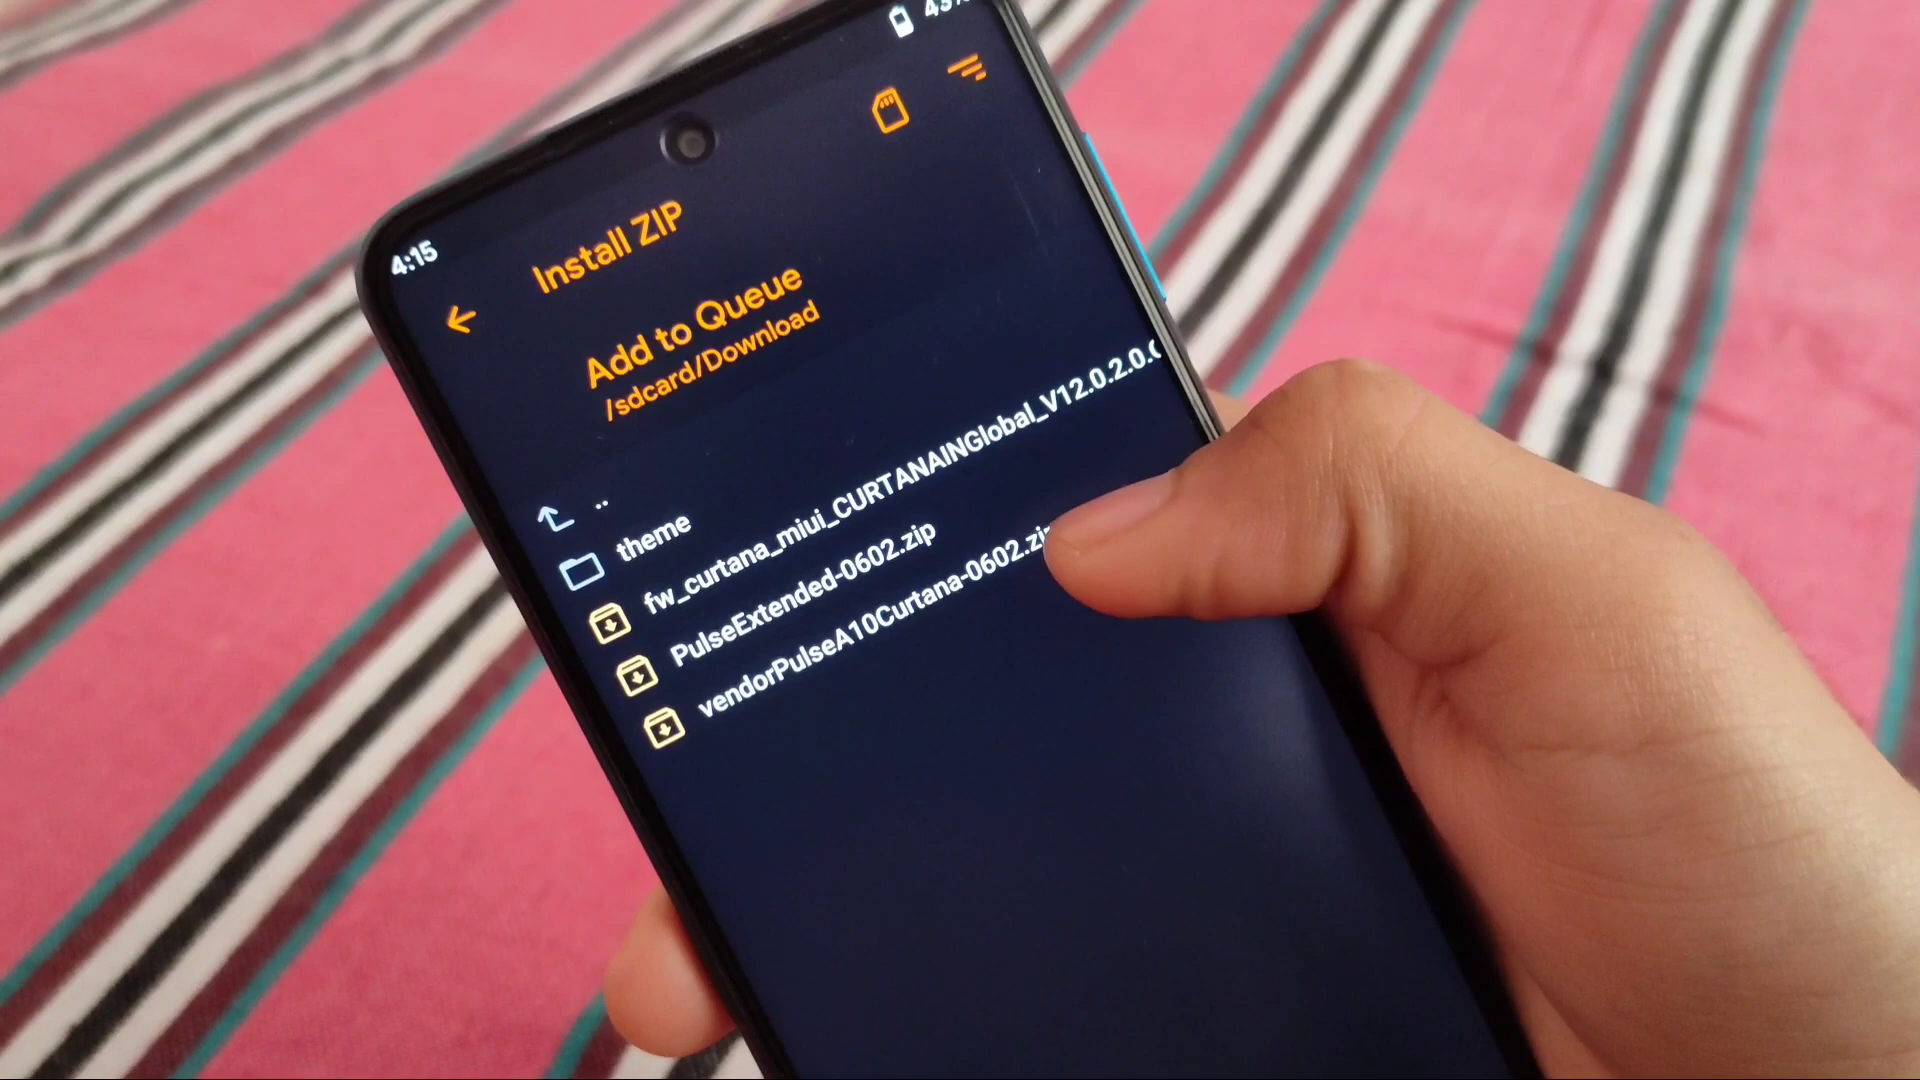 4:15
Install ZIP
Add to Queue
/sdcard/Download
..
theme
fw_curtana_miui_CURTANAINGlobal_V12.0.2.0.
PulseExtended-0602.zip
vendorPulseA10Curtana-0602.zip